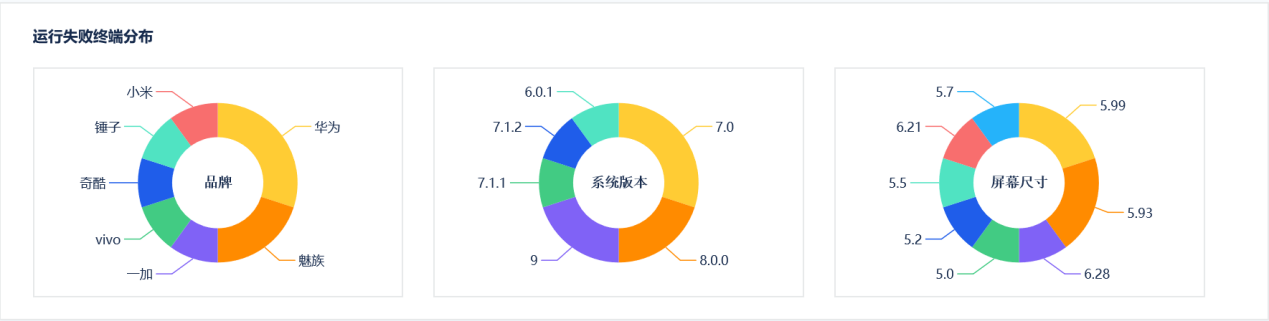 运行失败终端分布
小米
华为
锤子
奇酷
品牌
vivo
魅族
一加
6.0.1
7.0
7.1.2
7.1.1
系统版本
9
8.0.0
5.7
5.99
6.21
5.5
屏幕尺寸
5.93
5.2
5.0
6.28